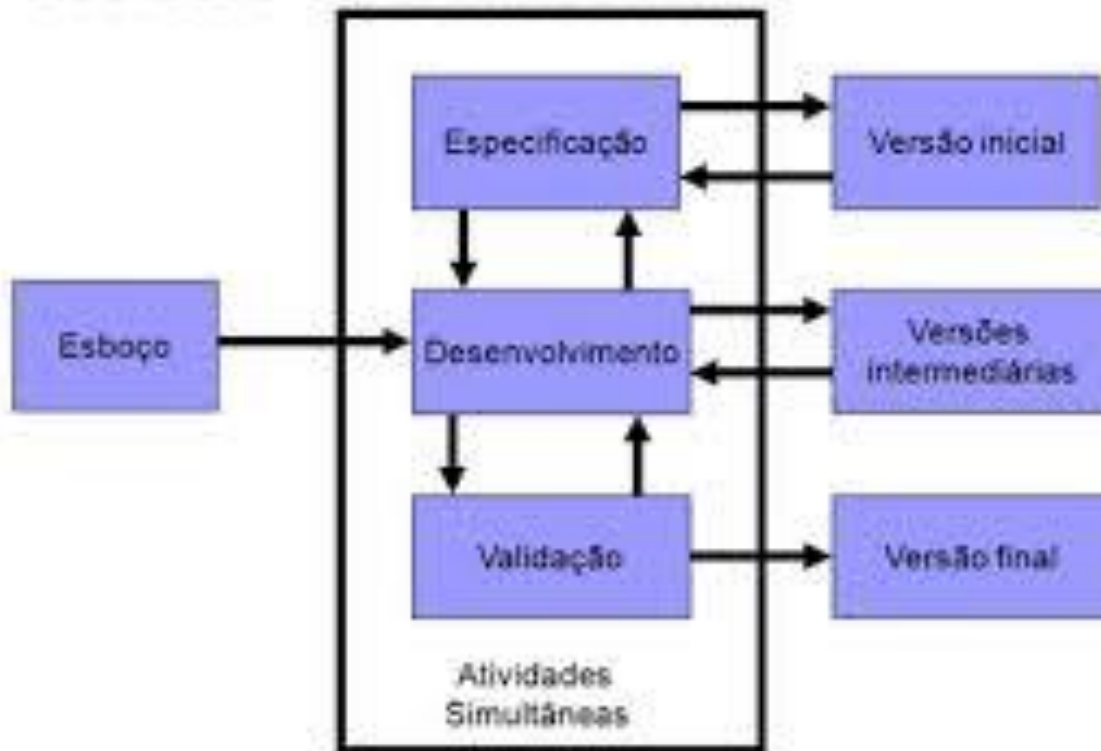 Especificação
Versão inicial
Esboço
Desenvolvimento
Versões
intermediárias
Validação
Versão final
Atividades
Simultâneas